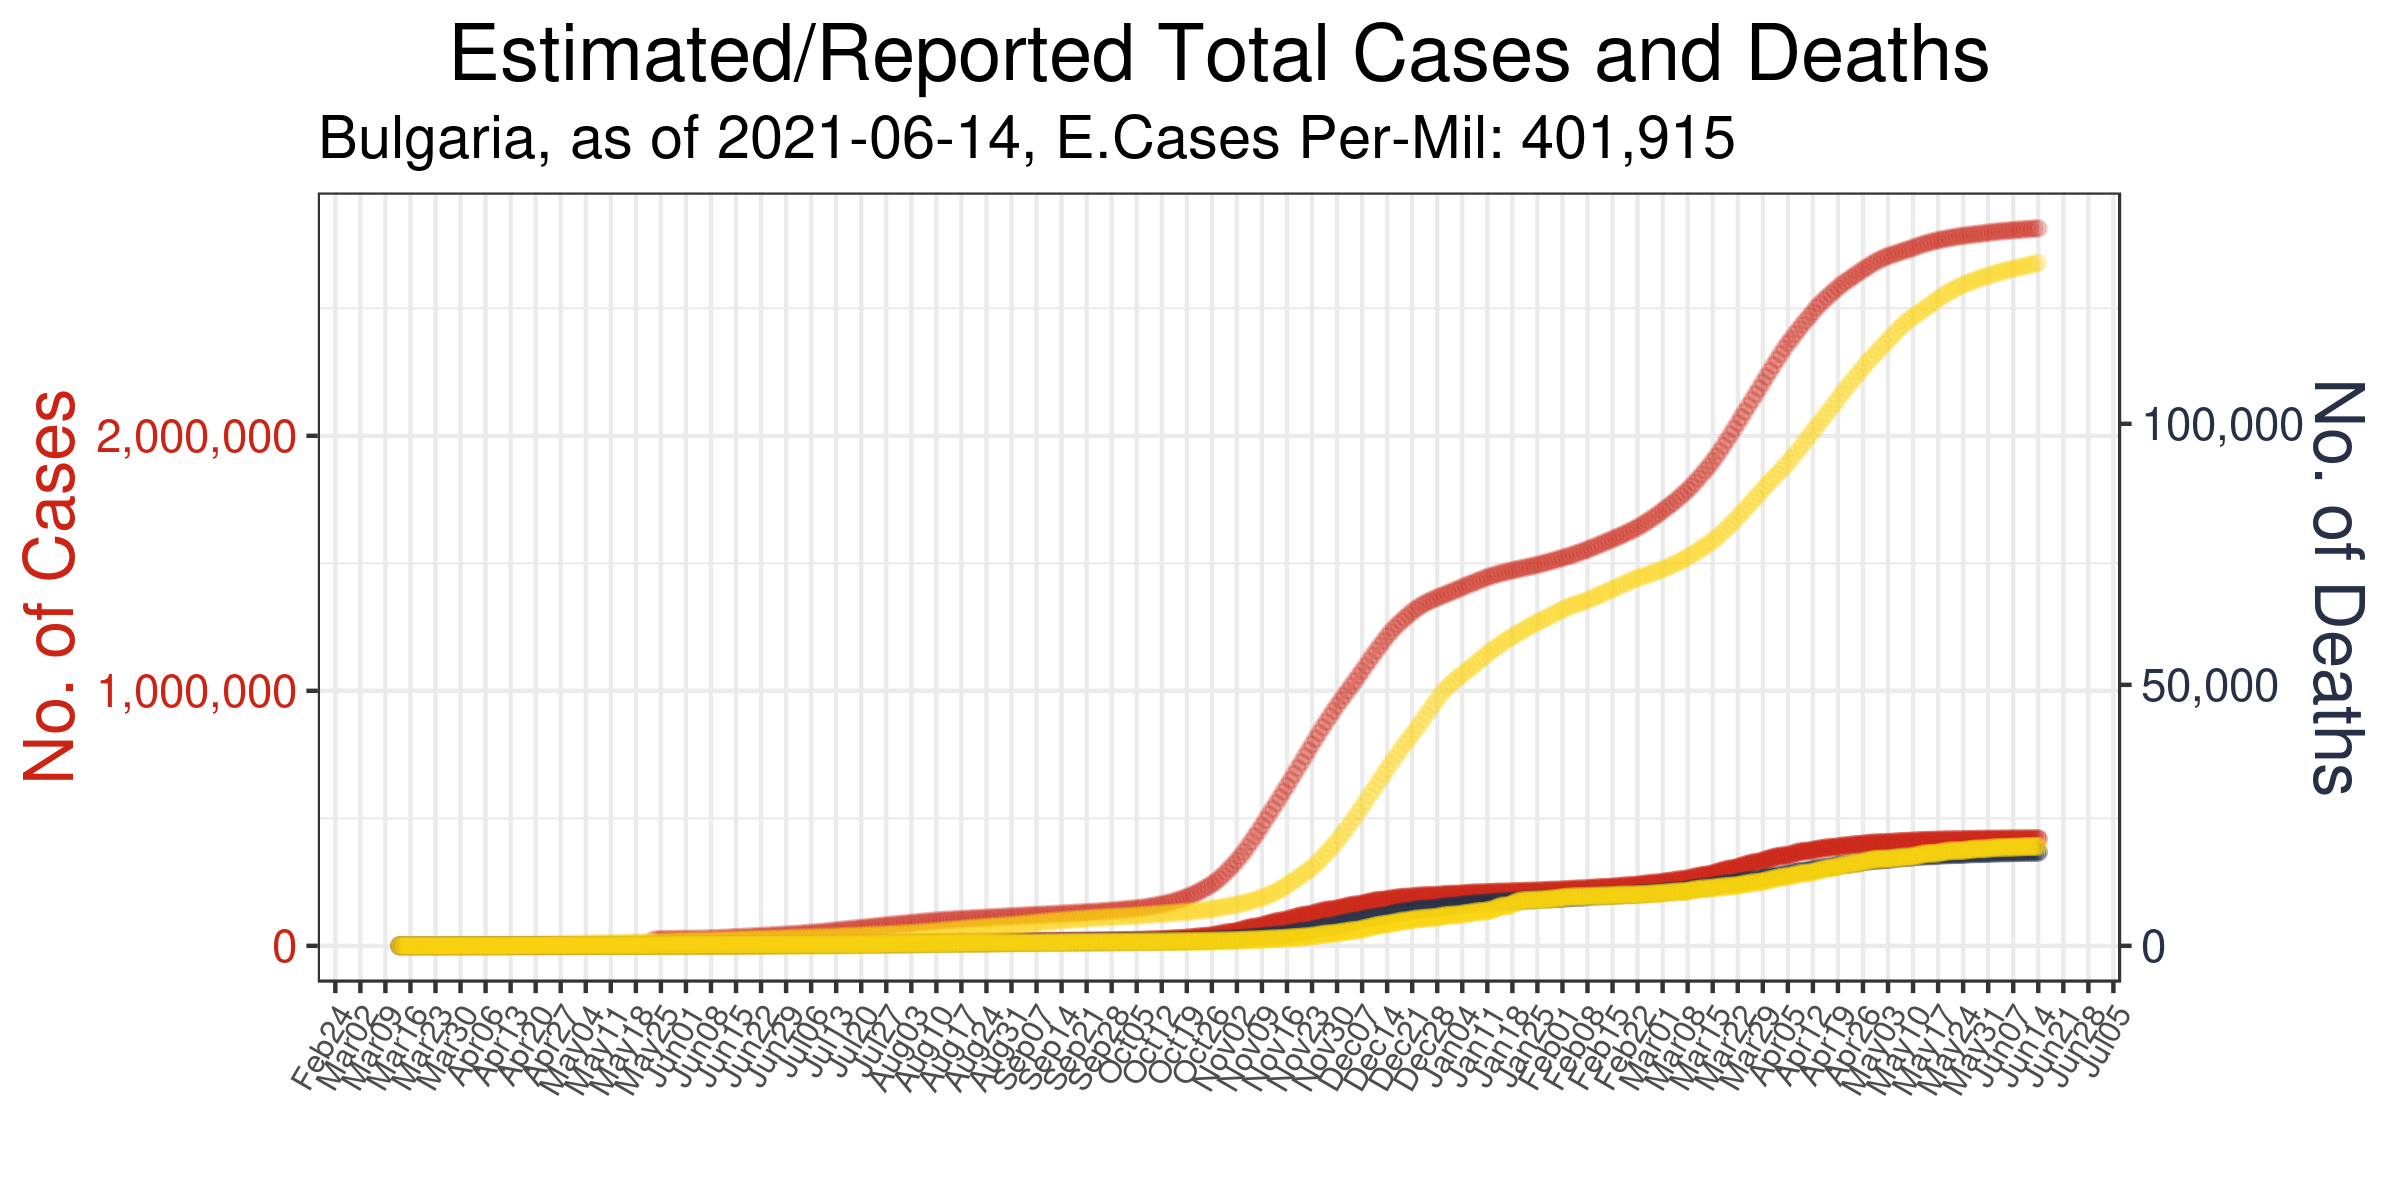 Estimated/Reported Total Cases and Deaths
Bulgaria, as of 2021-06-14, E.Cases Per-Mil: 401,915
No. of Cases
2,000,000
1,000,000
0
100,000
50,000
0
No. of Deaths
Feb24
Mar02
Mar09
Mar16
Mar23
Mar30
Apr06
Apr13
Apr20
Apr27
May04
May11
May18
May25
Jun01
Jun08
Jun15
Jun22
Jun29
Jul06
Jul13
Jul20
Jul27
Aug03
Aug10
Aug17
Aug24
Aug31
Sep07
Sep14
Sep21
Sep28
Oct05
Oct12
Oct19
Oct26
Nov02
Nov09
Nov16
Nov23
Nov30
Dec07
Dec14
Dec21
Dec28
Jan04
Jan11
Jan18
Jan25
Feb01
Feb08
Feb15
Feb22
Mar01
Mar08
Mar15
Mar22
Mar29
Apr05
Apr12
Apr19
Apr26
May03
May10
May17
May24
May31
Jun07
Jun14
Jun21
Jun28
Jul05